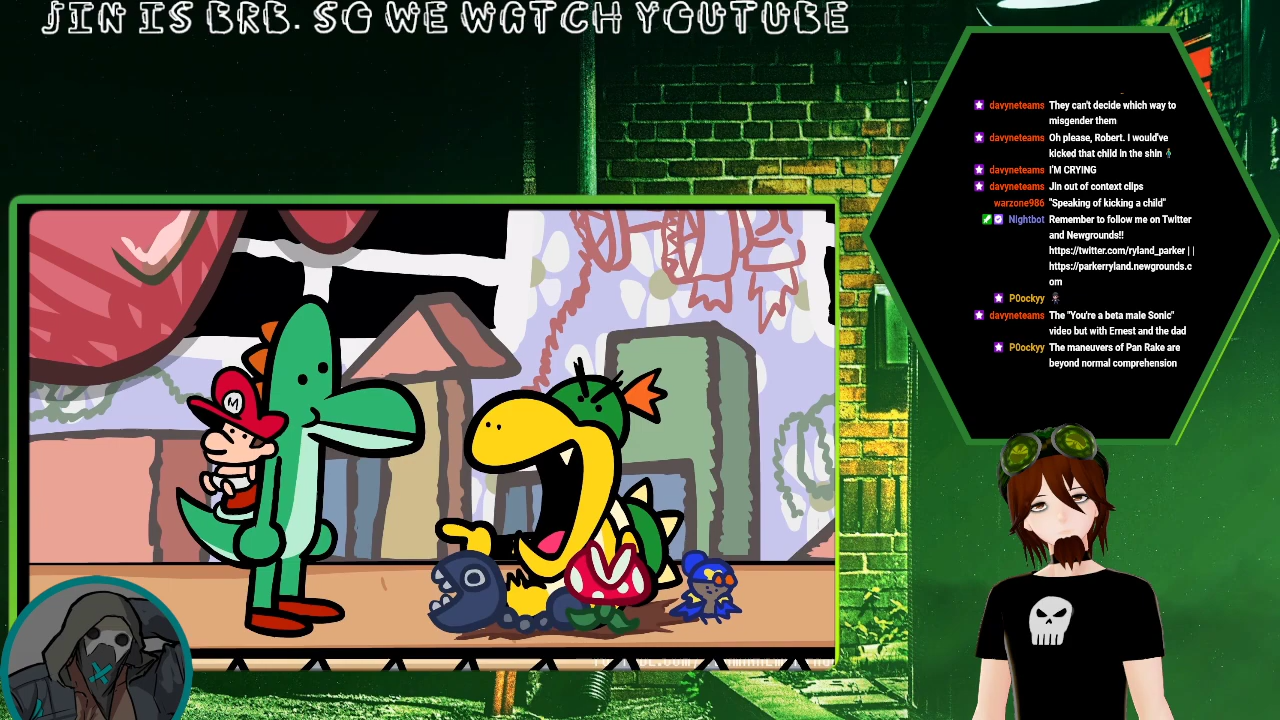 JIN IS BRB. SO WE WATCH YOUTUBE
davyneteams They can't decide which way to
misgender them
davyneteams Oh please, Robert. I would've
kicked that child in the shin
davyneteams I'M CRYING
davyneteams Jin out of context clips
warzone986 "Speaking of kicking a child"
Nightbot Remember to follow me on Twitter
and Newgrounds!!
https://twitter.com/ryland_parker | |
https://parkerryland.newgrounds.c
om
P0ockyy
davyneteams The "You're a beta male Sonic"
video but with Ernest and the dad
P0ockyy The maneuvers of Pan Rake are
beyond normal comprehension
M